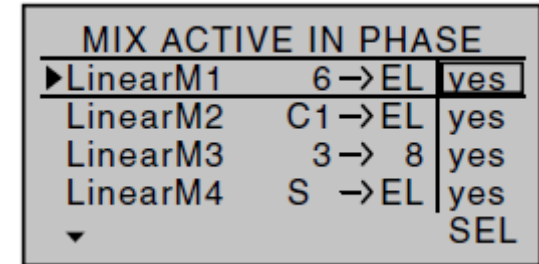 MIX ACTIVE IN PHASE
▶LinearM1 6→EL yes
LinearM2 C1→EL yes
LinearM3 3→ 8 yes
LinearM4 S →EL yes
▼ SEL